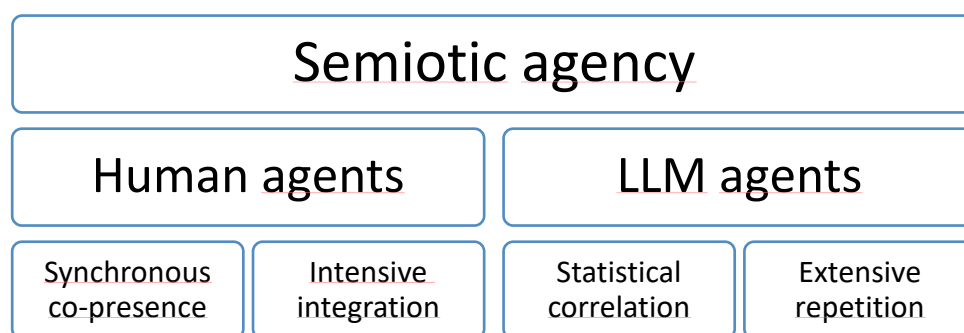 Semiotic agency
Human agents
LLM agents
Synchronous
co-presence
Intensive
integration
Statistical
correlation
Extensive
repetition